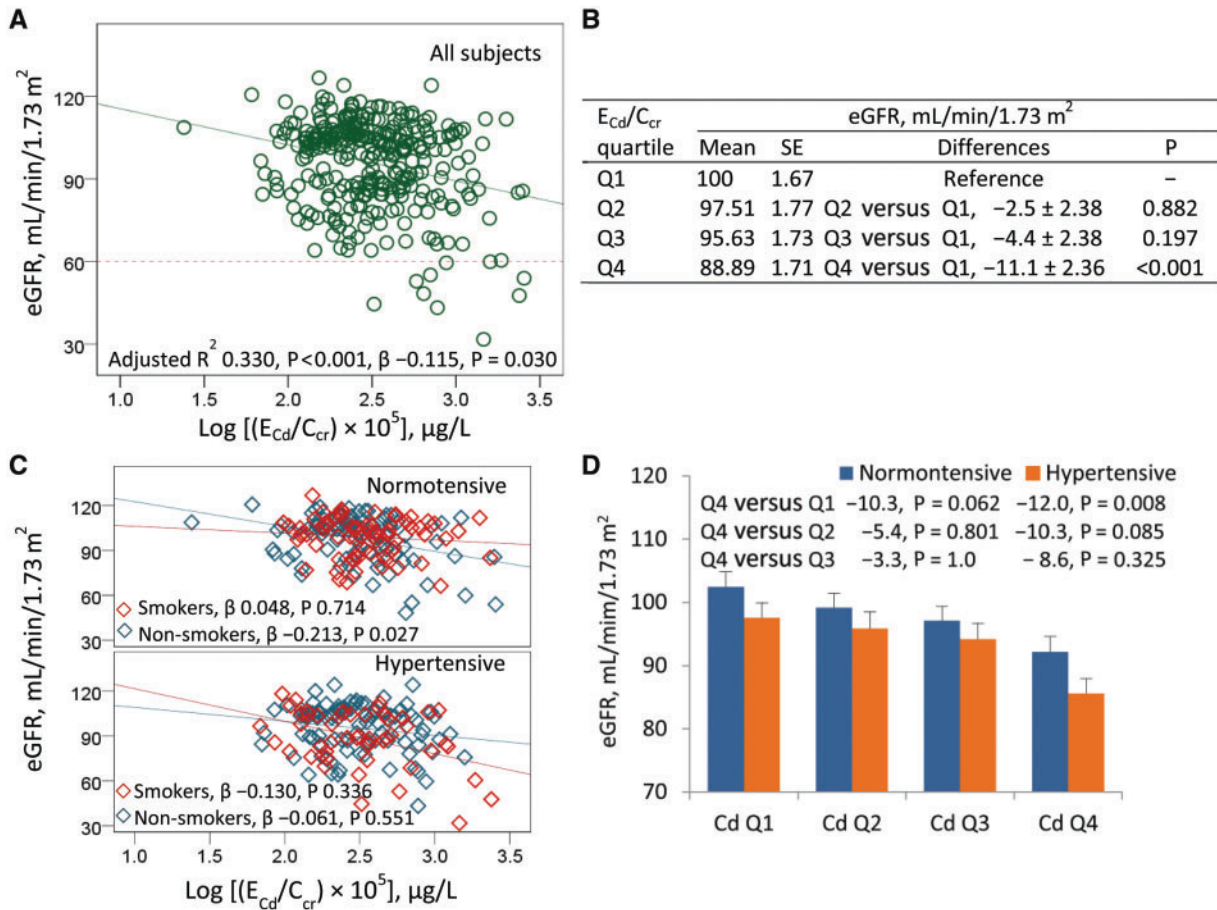 A
All subjects
eGFR, mL/min/1.73 m²
120
90
60
30
Adjusted R² 0.330, P<0.001, β −0.115, P = 0.030
1.0 1.5 2.0 2.5 3.0 3.5
Log [(E_Cd/C_cr) × 10⁵], µg/L
B
E_Cd/C_cr eGFR, mL/min/1.73 m²
quartile Mean SE Differences P
Q1 100 1.67 Reference −
Q2 97.51 1.77 Q2 versus Q1, −2.5 ± 2.38 0.882
Q3 95.63 1.73 Q3 versus Q1, −4.4 ± 2.38 0.197
Q4 88.89 1.71 Q4 versus Q1, −11.1 ± 2.36 <0.001
C
Normotensive
eGFR, mL/min/1.73 m²
120
90
60
30
Smokers, β 0.048, P 0.714
Non-smokers, β −0.213, P 0.027
Hypertensive
120
90
60
30
Smokers, β −0.130, P 0.336
Non-smokers, β −0.061, P 0.551
1.0 1.5 2.0 2.5 3.0 3.5
Log [(E_Cd/C_cr) × 10⁵], µg/L
D
Normontensive Hypertensive
Q4 versus Q1 −10.3, P = 0.062 −12.0, P = 0.008
Q4 versus Q2 −5.4, P = 0.801 −10.3, P = 0.085
Q4 versus Q3 −3.3, P = 1.0 − 8.6, P = 0.325
eGFR, mL/mim/1.73 m²
120
110
100
90
80
70
Cd Q1 Cd Q2 Cd Q3 Cd Q4